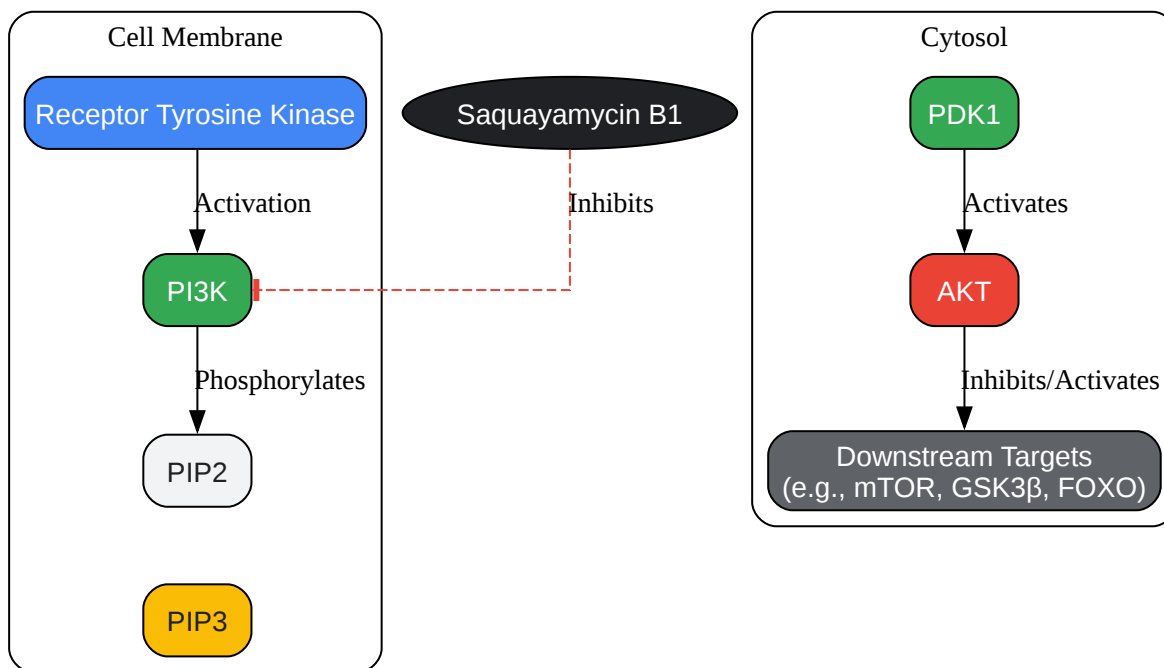 Cell Membrane
Receptor Tyrosine Kinase
Activation
PI3K
Phosphorylates
PIP2
PIP3
Saquayamycin B1
Inhibits
Cytosol
PDK1
Activates
AKT
Inhibits/Activates
Downstream Targets
(e.g., mTOR, GSK3β, FOXO)